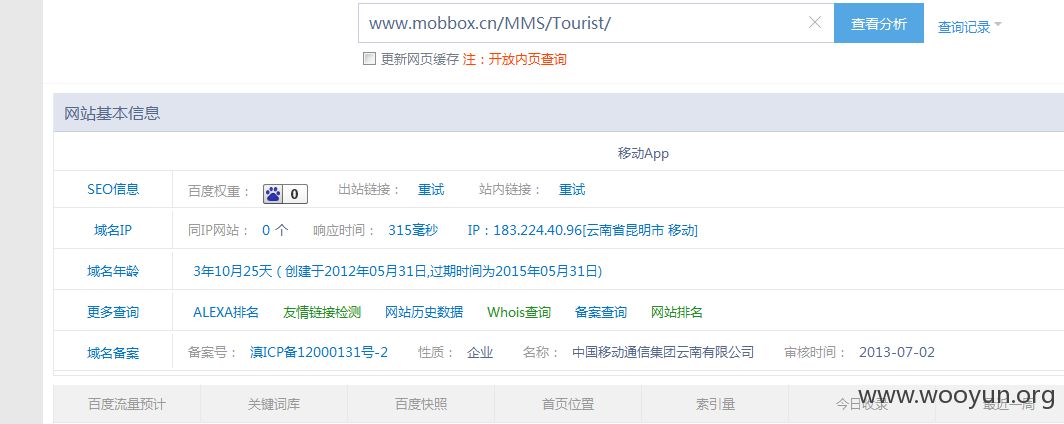 www.mobbox.cn/MMS/Tourist/ 查看分析 查询记录
更新网页缓存 注：开放内页查询
网站基本信息
移动App
SEO信息 百度权重： 0 出站链接： 重试 站内链接： 重试
域名IP 同IP网站： 0 个 响应时间： 315毫秒 IP：183.224.40.96[云南省昆明市 移动]
域名年龄 3年10月25天 ( 创建于2012年05月31日,过期时间为2015年05月31日)
更多查询 ALEXA排名 友情链接检测 网站历史数据 Whois查询 备案查询 网站排名
域名备案 备案号： 滇ICP备12000131号-2 性质： 企业 名称： 中国移动通信集团云南有限公司 审核时间： 2013-07-02
百度流量预计 关键词库 百度快照 首页位置 索引量 今日收录 最近一周
www.wooyun.org